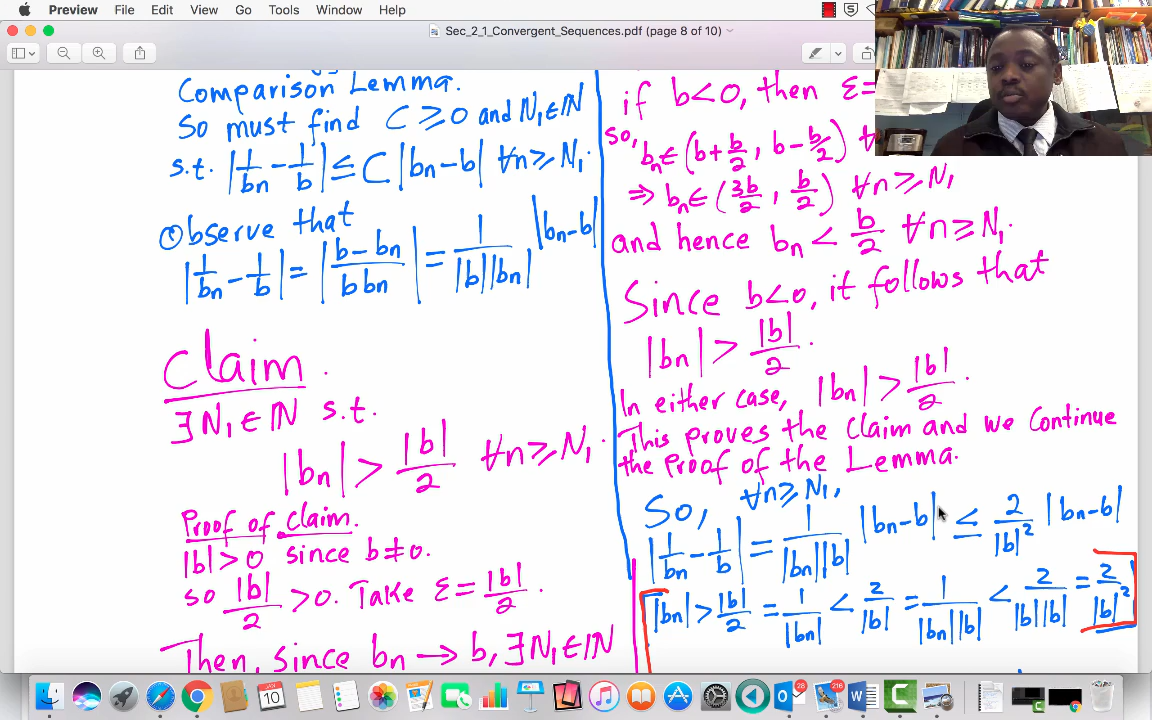 Preview File Edit View Go Tools Window Help
Sec_2_1_Convergent_Sequences.pdf (page 8 of 10)
Comparison Lemma.
So must find C ≥ 0 and N₁ ∈ ℕ
s.t. |1/bn − 1/b| ≤ C |bn − b| ∀n ≥ N₁.
Observe that
|1/bn − 1/b| = |(b − bn)/(b bn)| = 1/(|b||bn|) · |bn − b|
Claim.
∃ N₁ ∈ ℕ s.t.
|bn| > |b|/2 ∀n ≥ N₁.
Proof of Claim.
|b| > 0 since b ≠ 0.
so |b|/2 > 0. Take ε = |b|/2.
Then, since bn → b, ∃ N₁ ∈ ℕ
if b < 0, then ε =
so, bn ∈ (b + b/2, b − b/2)
⇒ bn ∈ (3b/2, b/2) ∀n ≥ N₁
and hence bn < b/2 ∀n ≥ N₁.
Since b < 0, it follows that
|bn| > |b|/2.
In either case, |bn| > |b|/2.
This proves the Claim and we Continue
the Proof of the Lemma.
So, ∀n ≥ N₁,
|1/bn − 1/b| = 1/(|bn||b|) |bn − b| ≤ 2/|b|² |bn − b|
|bn| > |b|/2 = 1/|bn| < 2/|b| = 1/(|bn||b|) < 2/(|b||b|) = 2/|b|²
10
28
216